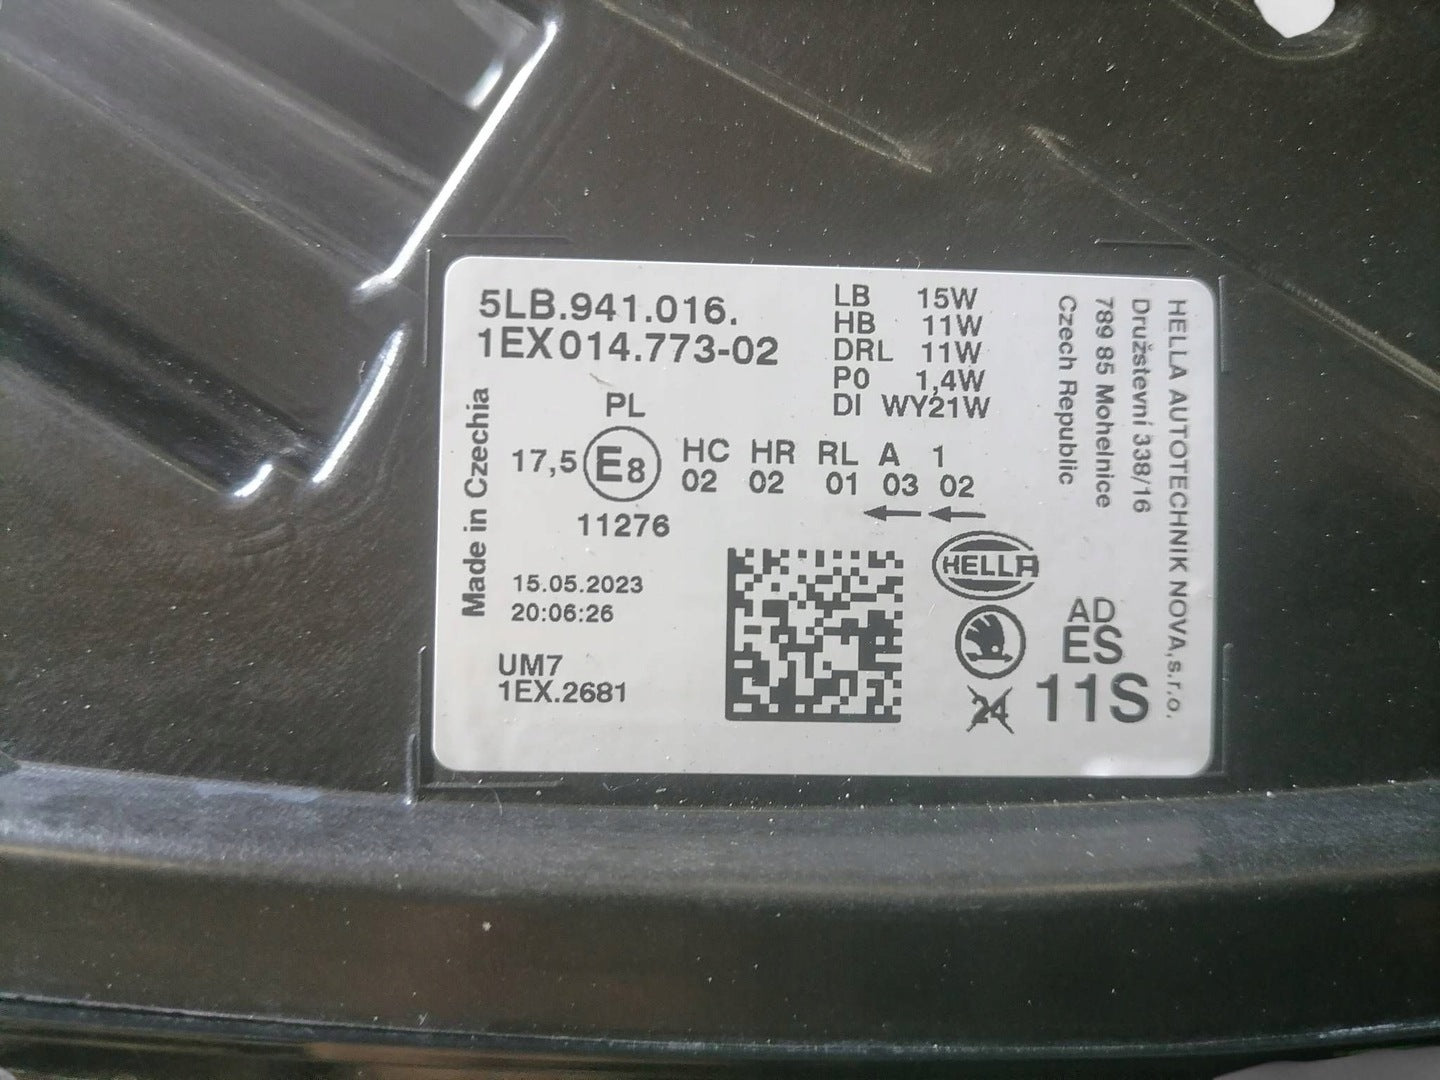 5LB.941.016.
1EX014.773-02
LB 15W
HB 11W
DRL 11W
P0 1,4W
DI WY21W
PL
17,5 E8 HC HR RL A 1
02 02 01 03 02
11276
Made in Czechia
15.05.2023
20:06:26
UM7
1EX.2681
HELLA
24
AD
ES
11S
HELLA AUTOTECHNIK NOVA,s.r.o.
Družstevní 338/16
789 85 Mohelnice
Czech Republic